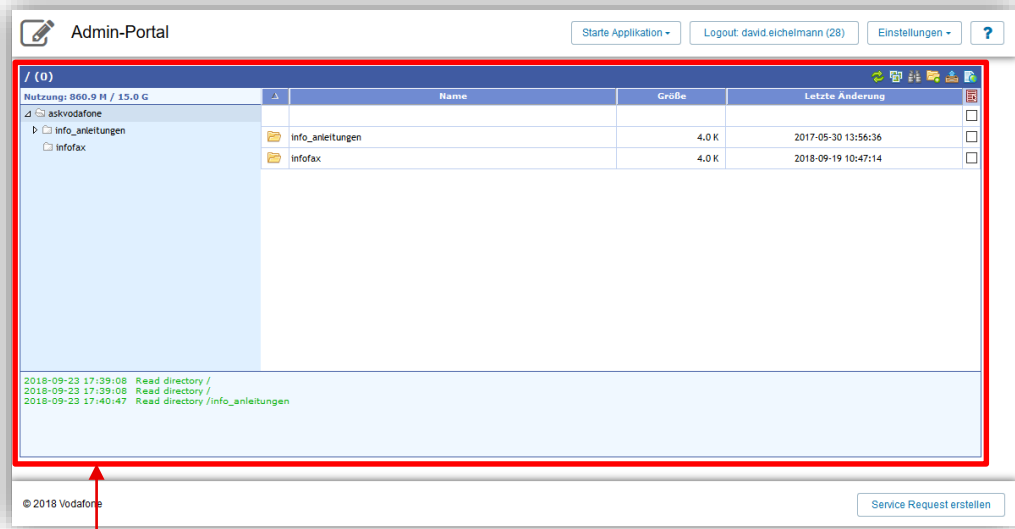 Admin-Portal
Starte Applikation
Logout: david.eichelmann (28)
Einstellungen
?
/ (0)
Nutzung: 860.9 M / 15.0 G
Name
Größe
Letzte Änderung
askvodafone
info_anleitungen
infofax
info_anleitungen 4.0 K 2017-05-30 13:56:36
infofax 4.0 K 2018-09-19 10:47:14
2018-09-23 17:39:08 Read directory /
2018-09-23 17:39:08 Read directory /
2018-09-23 17:40:47 Read directory /info_anleitungen
© 2018 Vodafone
Service Request erstellen